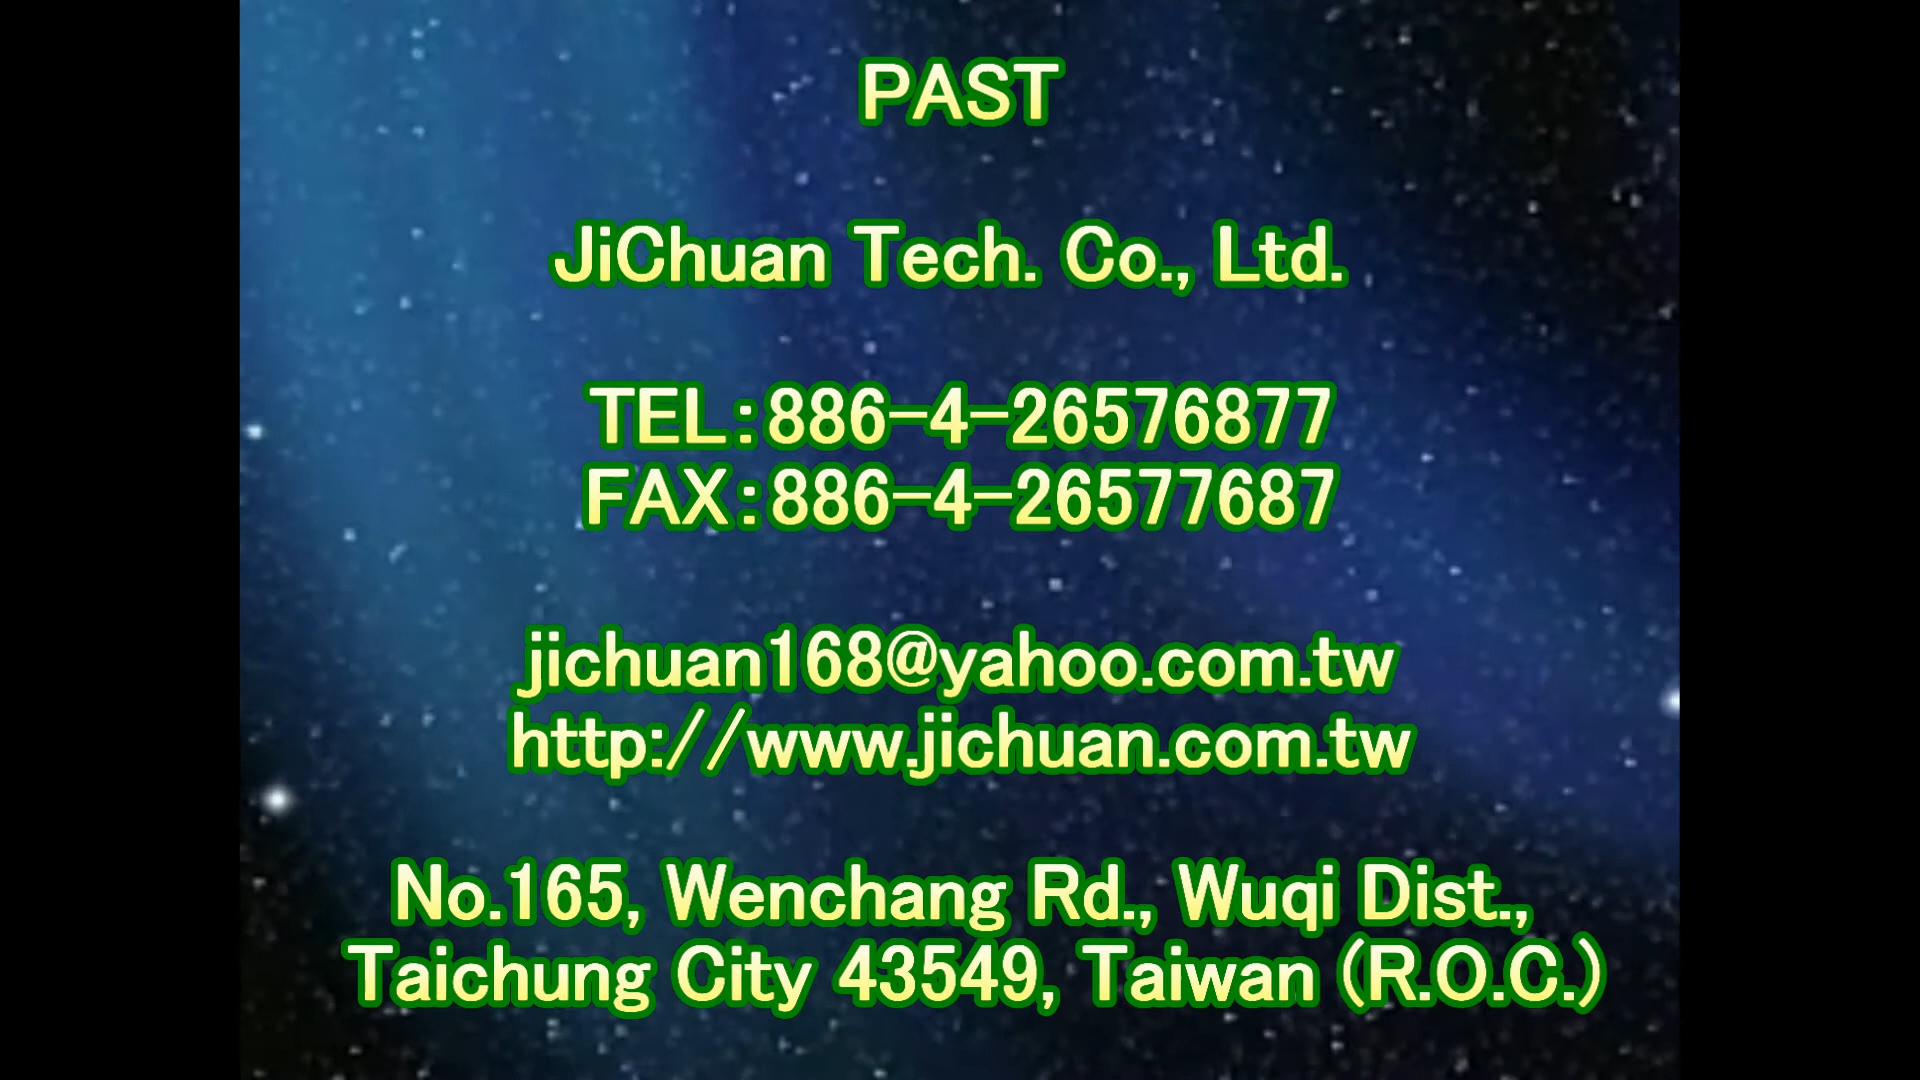 PAST
JiChuan Tech. Co., Ltd.
TEL:886-4-26576877
FAX:886-4-26577687
jichuan168@yahoo.com.tw
http://www.jichuan.com.tw
No.165, Wenchang Rd., Wuqi Dist.,
Taichung City 43549, Taiwan (R.O.C.)